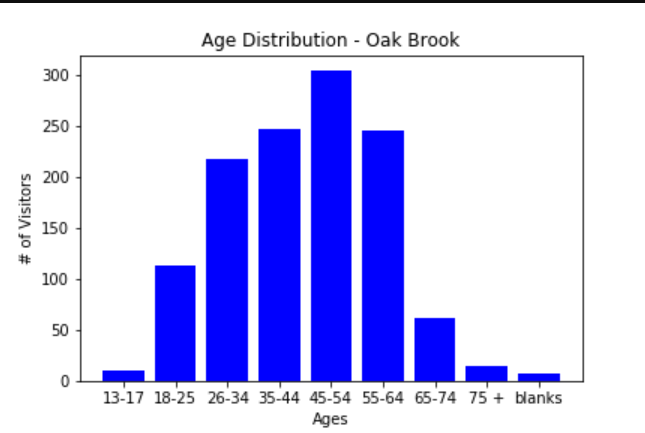 Age Distribution - Oak Brook
300
250
200
150
100
50
0
# of Visitors
13-17 18-25 26-34 35-44 45-54 55-64 65-74 75 + blanks
Ages